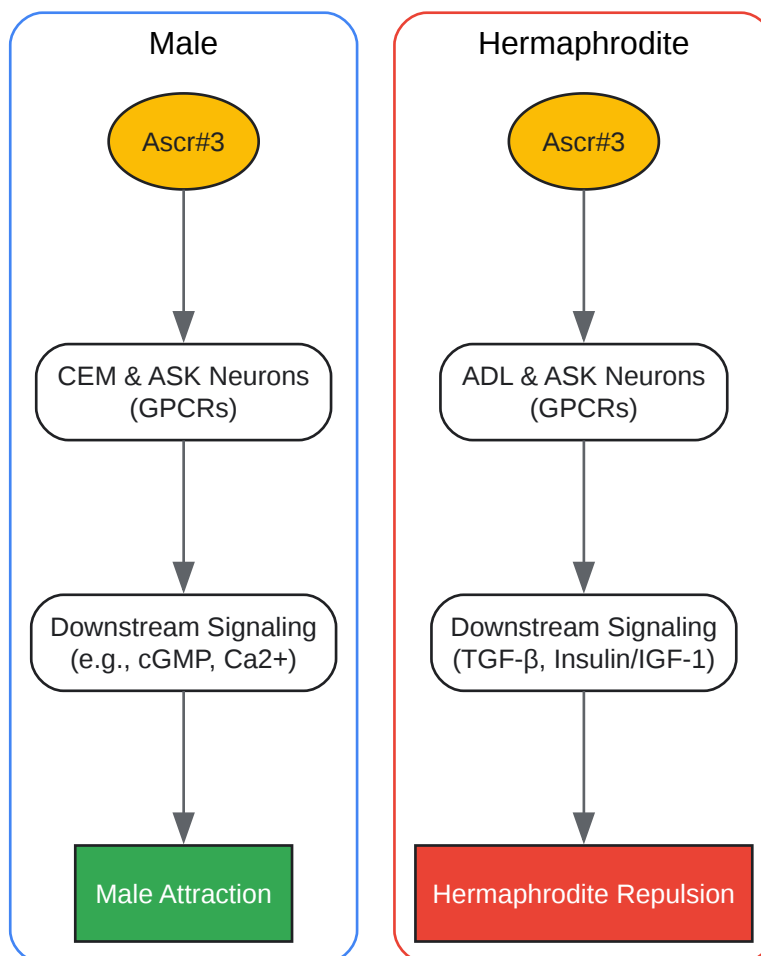 Male
Ascr#3
CEM & ASK Neurons
(GPCRs)
Downstream Signaling
(e.g., cGMP, Ca2+)
Male Attraction
Hermaphrodite
Ascr#3
ADL & ASK Neurons
(GPCRs)
Downstream Signaling
(TGF-β, Insulin/IGF-1)
Hermaphrodite Repulsion